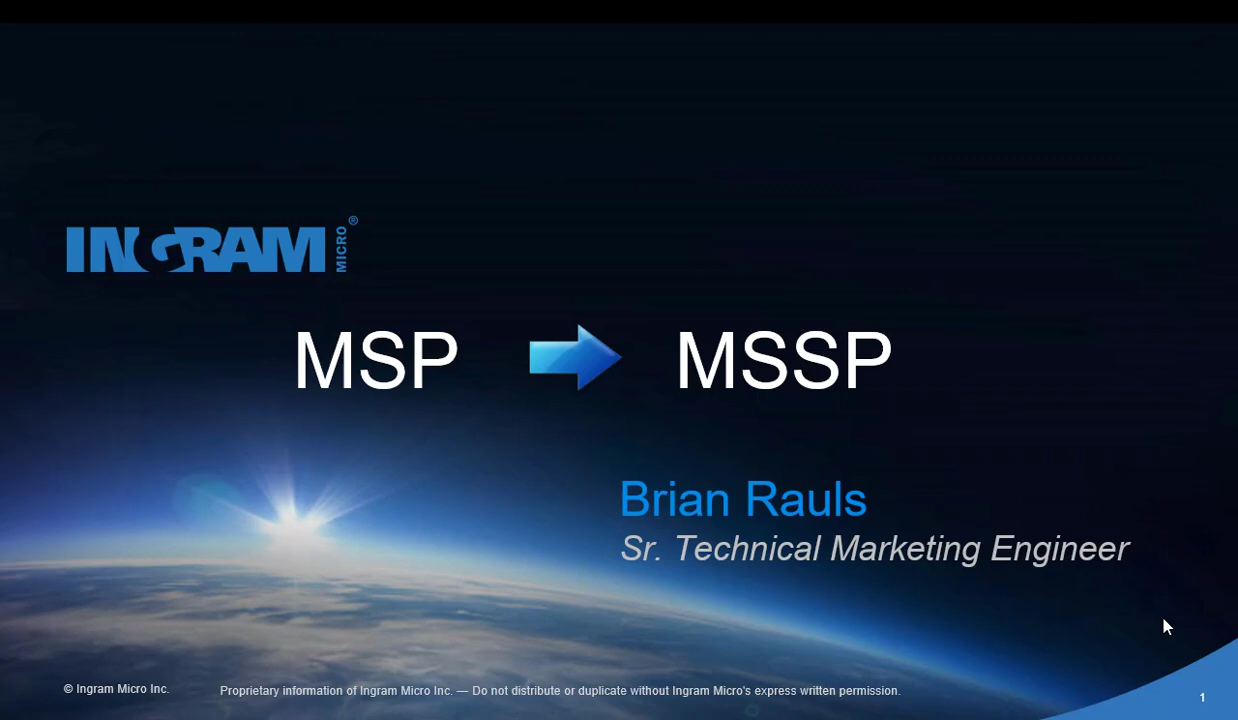 INGRAM MICRO®
MSP MSSP
Brian Rauls
Sr. Technical Marketing Engineer
© Ingram Micro Inc. Proprietary information of Ingram Micro Inc. — Do not distribute or duplicate without Ingram Micro's express written permission. 1